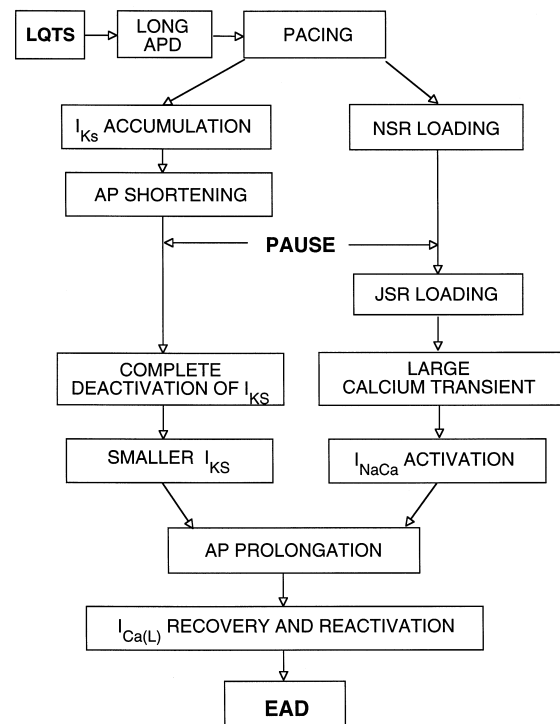 LQTS
LONG
APD
PACING
I_Ks ACCUMULATION
NSR LOADING
AP SHORTENING
PAUSE
JSR LOADING
COMPLETE
DEACTIVATION OF I_KS
LARGE
CALCIUM TRANSIENT
SMALLER I_KS
I_NaCa ACTIVATION
AP PROLONGATION
I_Ca(L) RECOVERY AND REACTIVATION
EAD